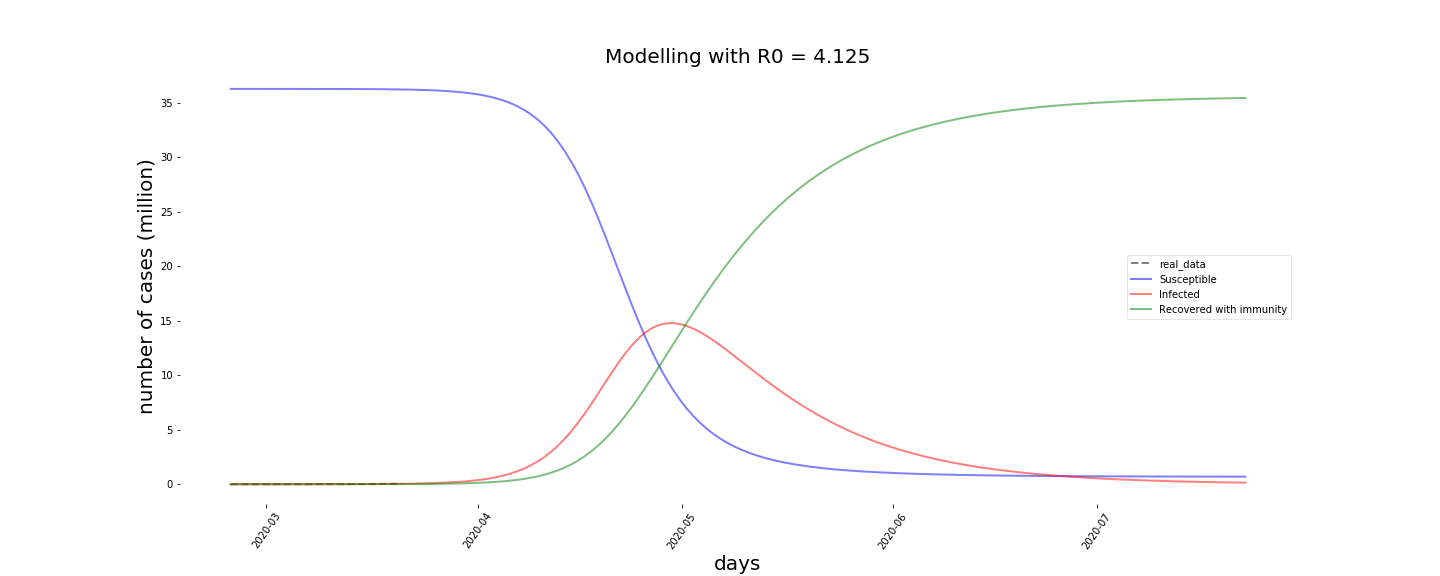 Modelling with R0 = 4.125
number of cases (million)
35
30
25
20
15
10
5
0
real_data
Susceptible
Infected
Recovered with immunity
2020-03
2020-04
2020-05
2020-06
2020-07
days